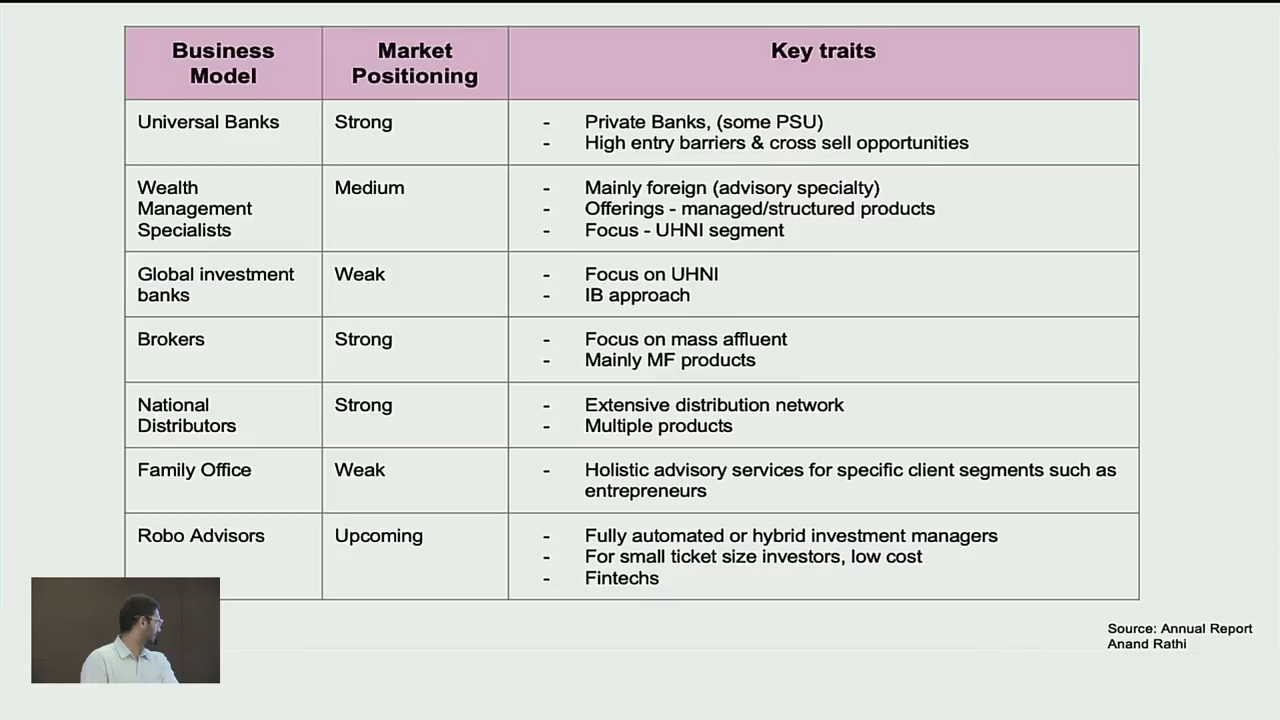 Business
Model
Market
Positioning
Key traits
Universal Banks
Strong
- Private Banks, (some PSU)
- High entry barriers & cross sell opportunities
Wealth
Management
Specialists
Medium
- Mainly foreign (advisory specialty)
- Offerings - managed/structured products
- Focus - UHNI segment
Global investment
banks
Weak
- Focus on UHNI
- IB approach
Brokers
Strong
- Focus on mass affluent
- Mainly MF products
National
Distributors
Strong
- Extensive distribution network
- Multiple products
Family Office
Weak
- Holistic advisory services for specific client segments such as
entrepreneurs
Robo Advisors
Upcoming
- Fully automated or hybrid investment managers
- For small ticket size investors, low cost
- Fintechs
Source: Annual Report
Anand Rathi